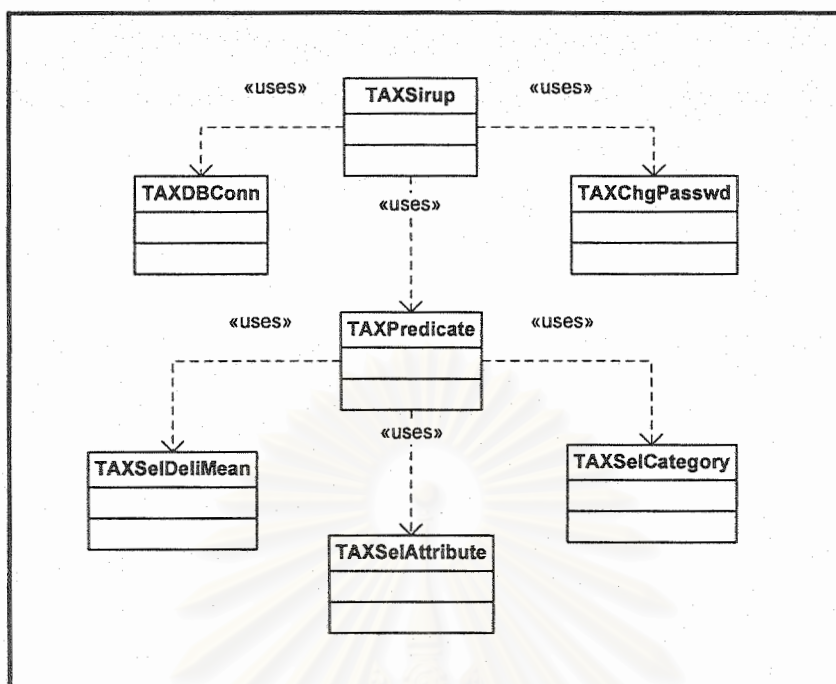 «uses»
TAXSirup
«uses»
TAXDBConn
«uses»
TAXChgPasswd
«uses»
TAXPredicate
«uses»
TAXSelDeliMean
«uses»
TAXSelCategory
TAXSelAttribute